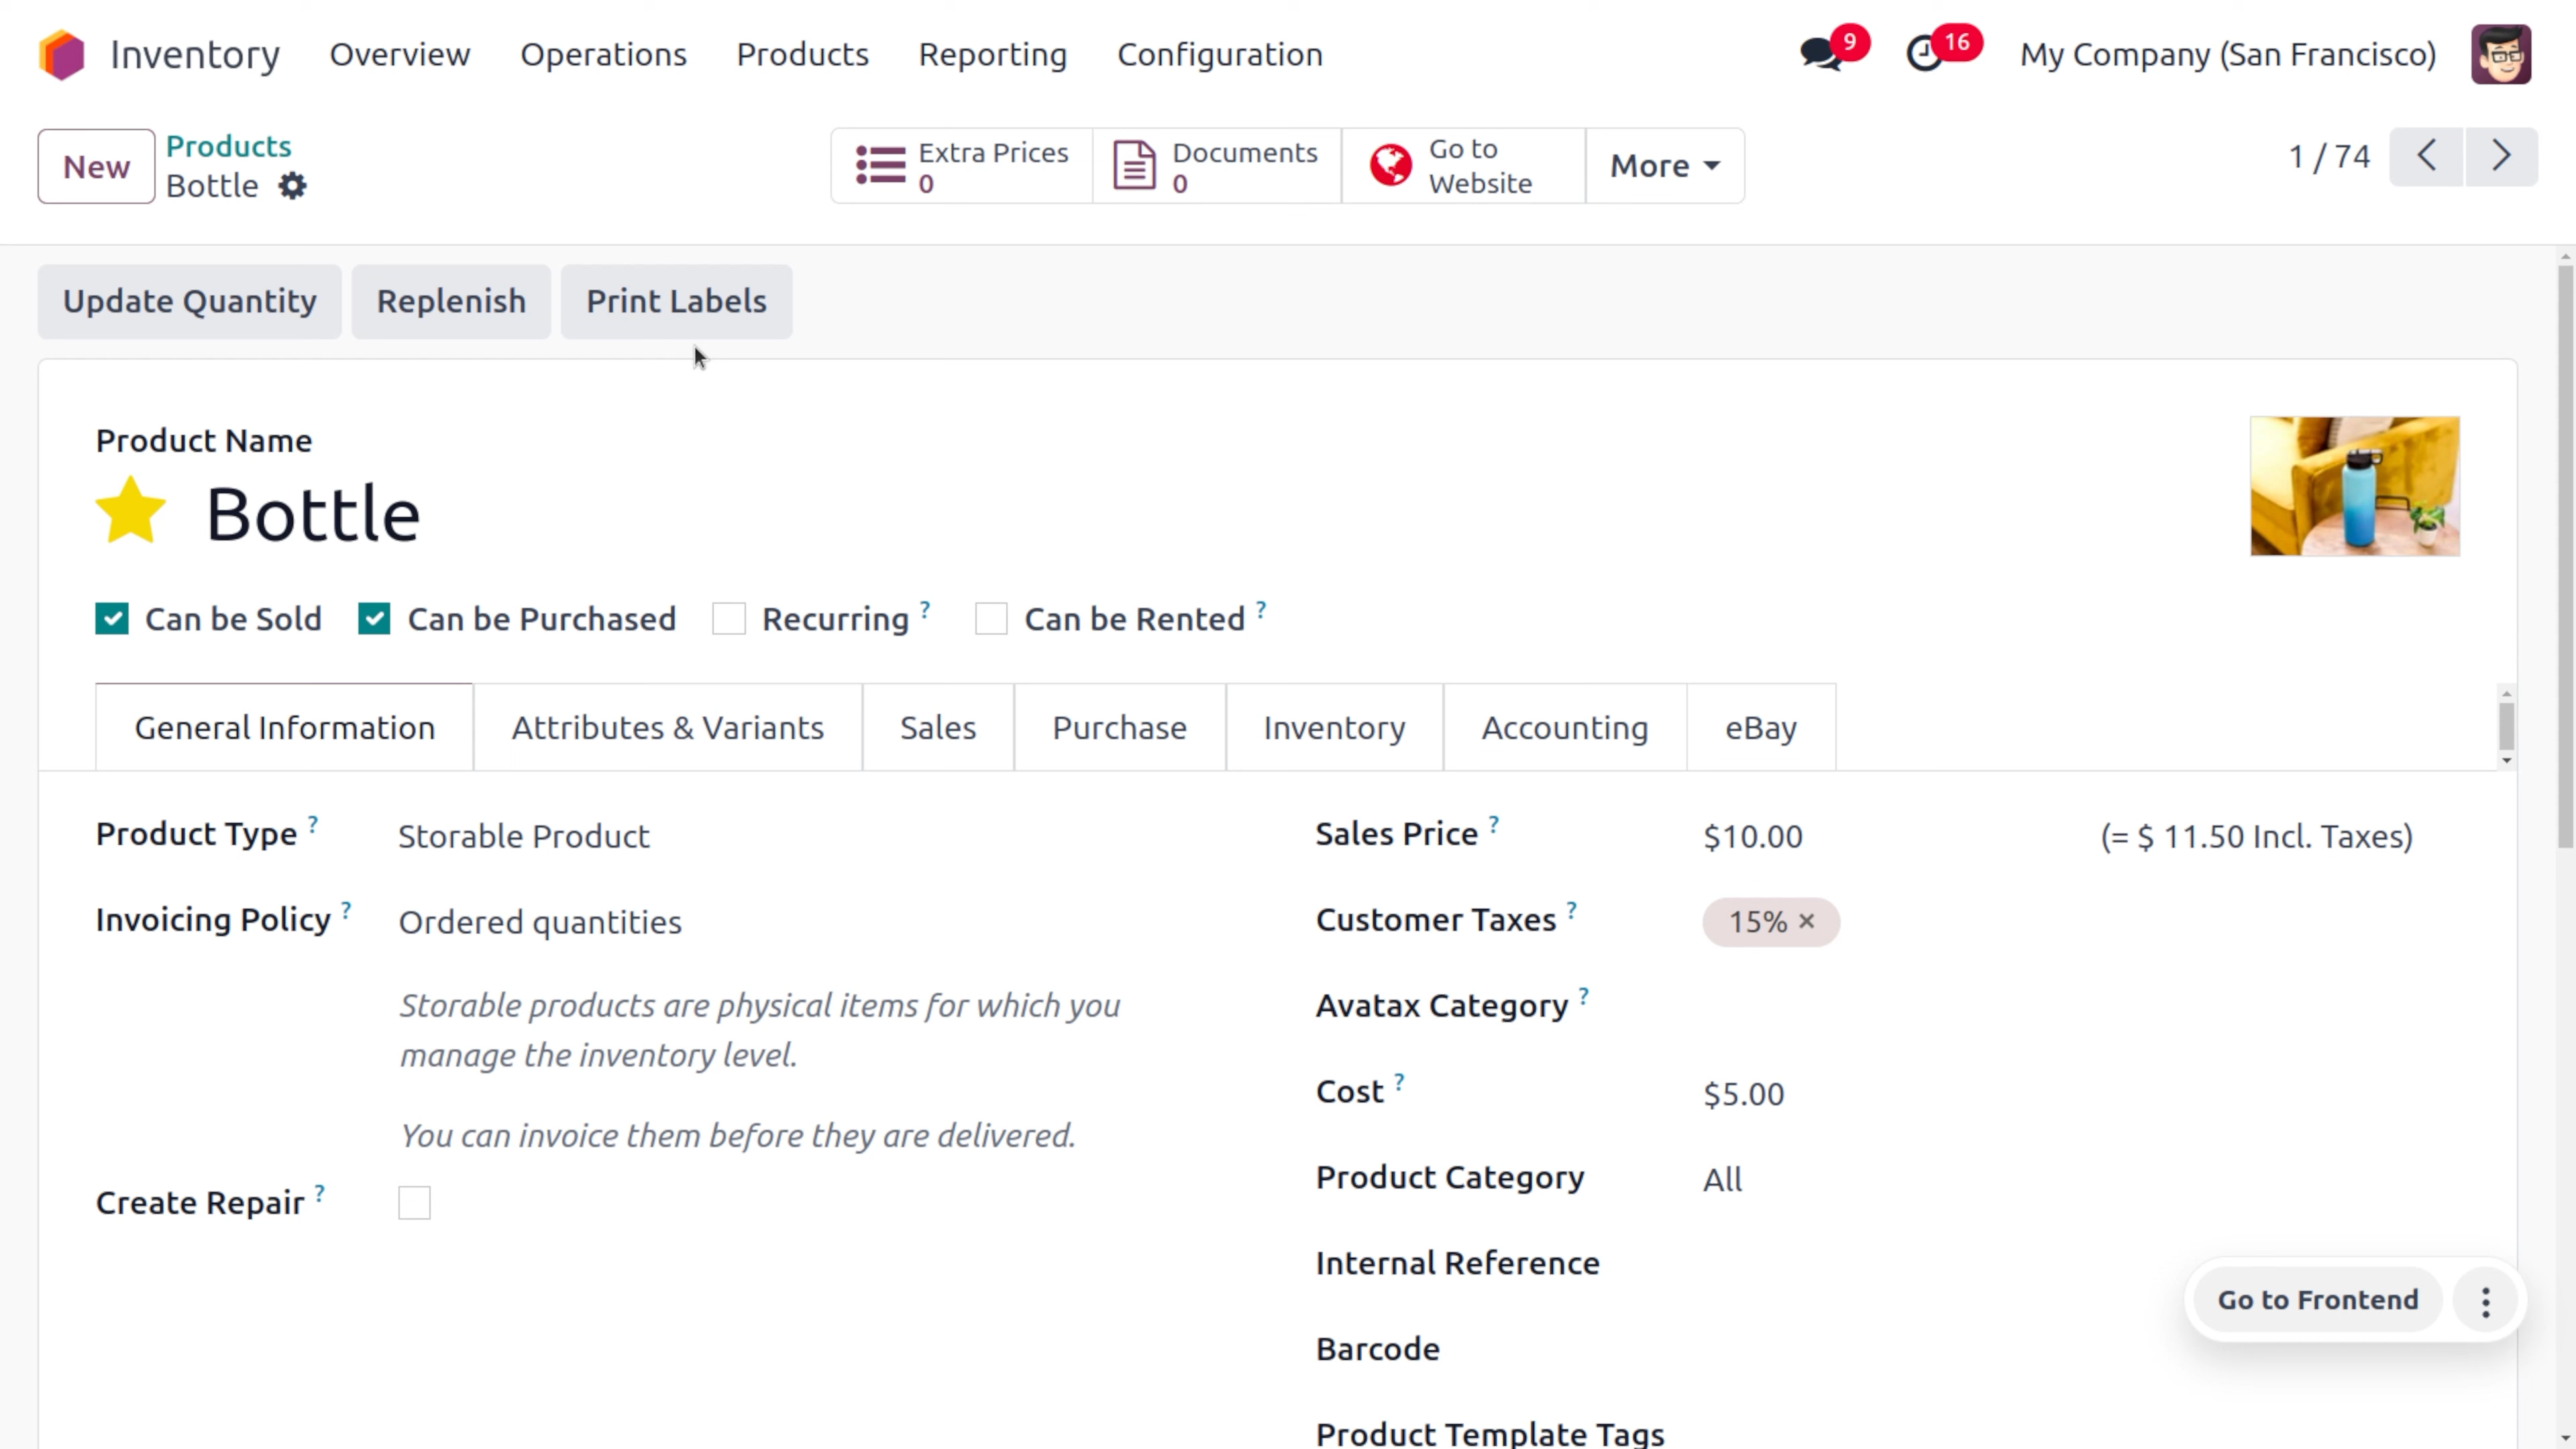 Inventory Overview Operations Products Reporting Configuration 9 16 My Company (San Francisco)
New
Products
Bottle
Extra Prices
0
Documents
0
Go to
Website
More
1 / 74
Update Quantity Replenish Print Labels
Product Name
Bottle
Can be Sold Can be Purchased Recurring ? Can be Rented ?
General Information Attributes & Variants Sales Purchase Inventory Accounting eBay
Product Type ? Storable Product
Invoicing Policy ? Ordered quantities
Storable products are physical items for which you
manage the inventory level.
You can invoice them before they are delivered.
Create Repair ?
Sales Price ? $10.00 (= $ 11.50 Incl. Taxes)
Customer Taxes ? 15% ×
Avatax Category ?
Cost ? $5.00
Product Category All
Internal Reference
Barcode
Product Template Tags
Go to Frontend